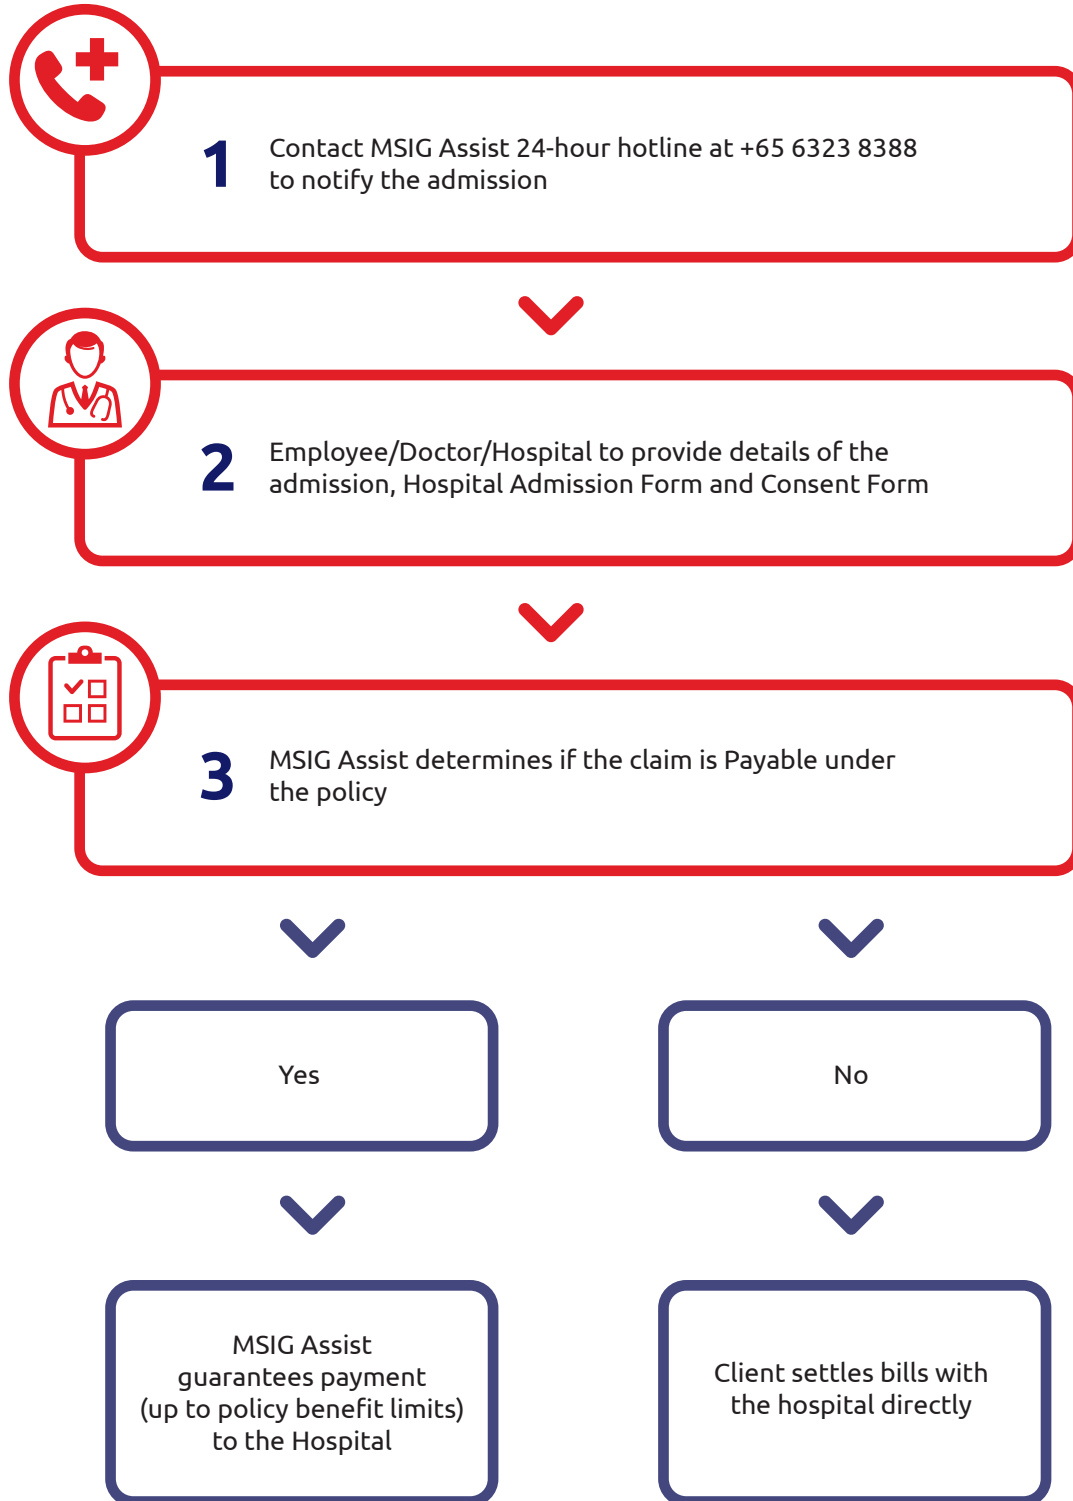 1
Contact MSIG Assist 24-hour hotline at +65 6323 8388
to notify the admission
2
Employee/Doctor/Hospital to provide details of the
admission, Hospital Admission Form and Consent Form
3
MSIG Assist determines if the claim is Payable under
the policy
Yes
No
MSIG Assist
guarantees payment
(up to policy benefit limits)
to the Hospital
Client settles bills with
the hospital directly